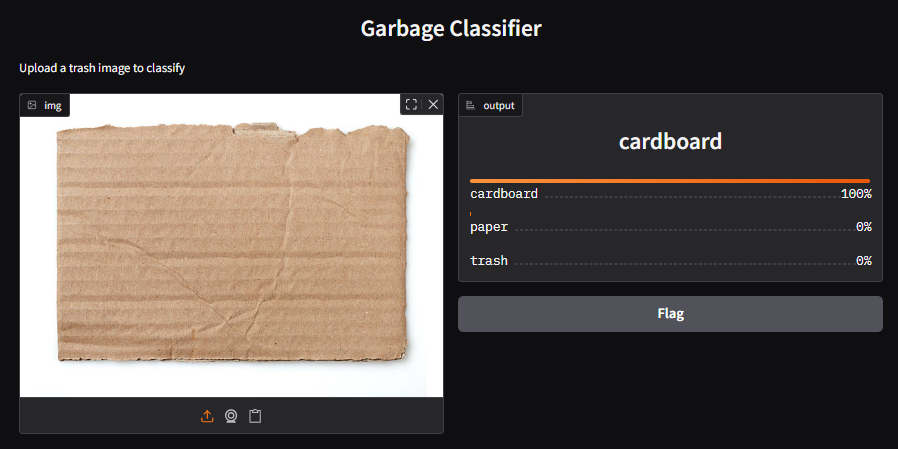 Garbage Classifier
Upload a trash image to classify
img
output
cardboard
cardboard 100%
paper 0%
trash 0%
Flag